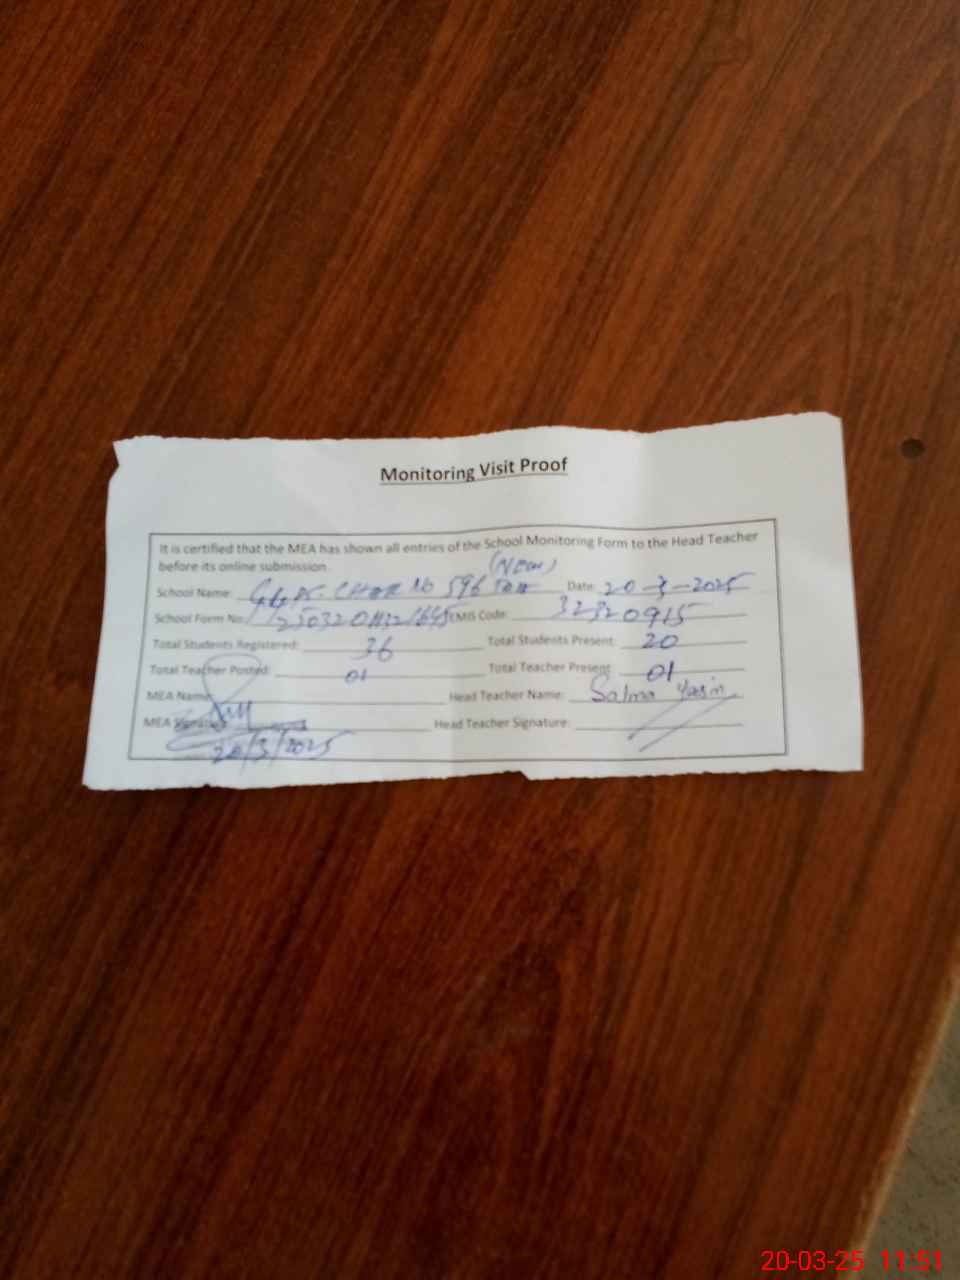 Monitoring Visit Proof
It is certified that the MEA has shown all entries of the School Monitoring Form to the Head Teacher
before its online submission.
(New)
School Name: No 596 Date: 20-3-2025
School Form No: EMIS Code: 32320915
Total Students Registered: 36 Total Students Present: 20
Total Teacher Posted: 01 Total Teacher Present: 01
MEA Name: Head Teacher Name: Salma Yasin
MEA Signature: Head Teacher Signature:
20/3/2025
20-03-25 11:51